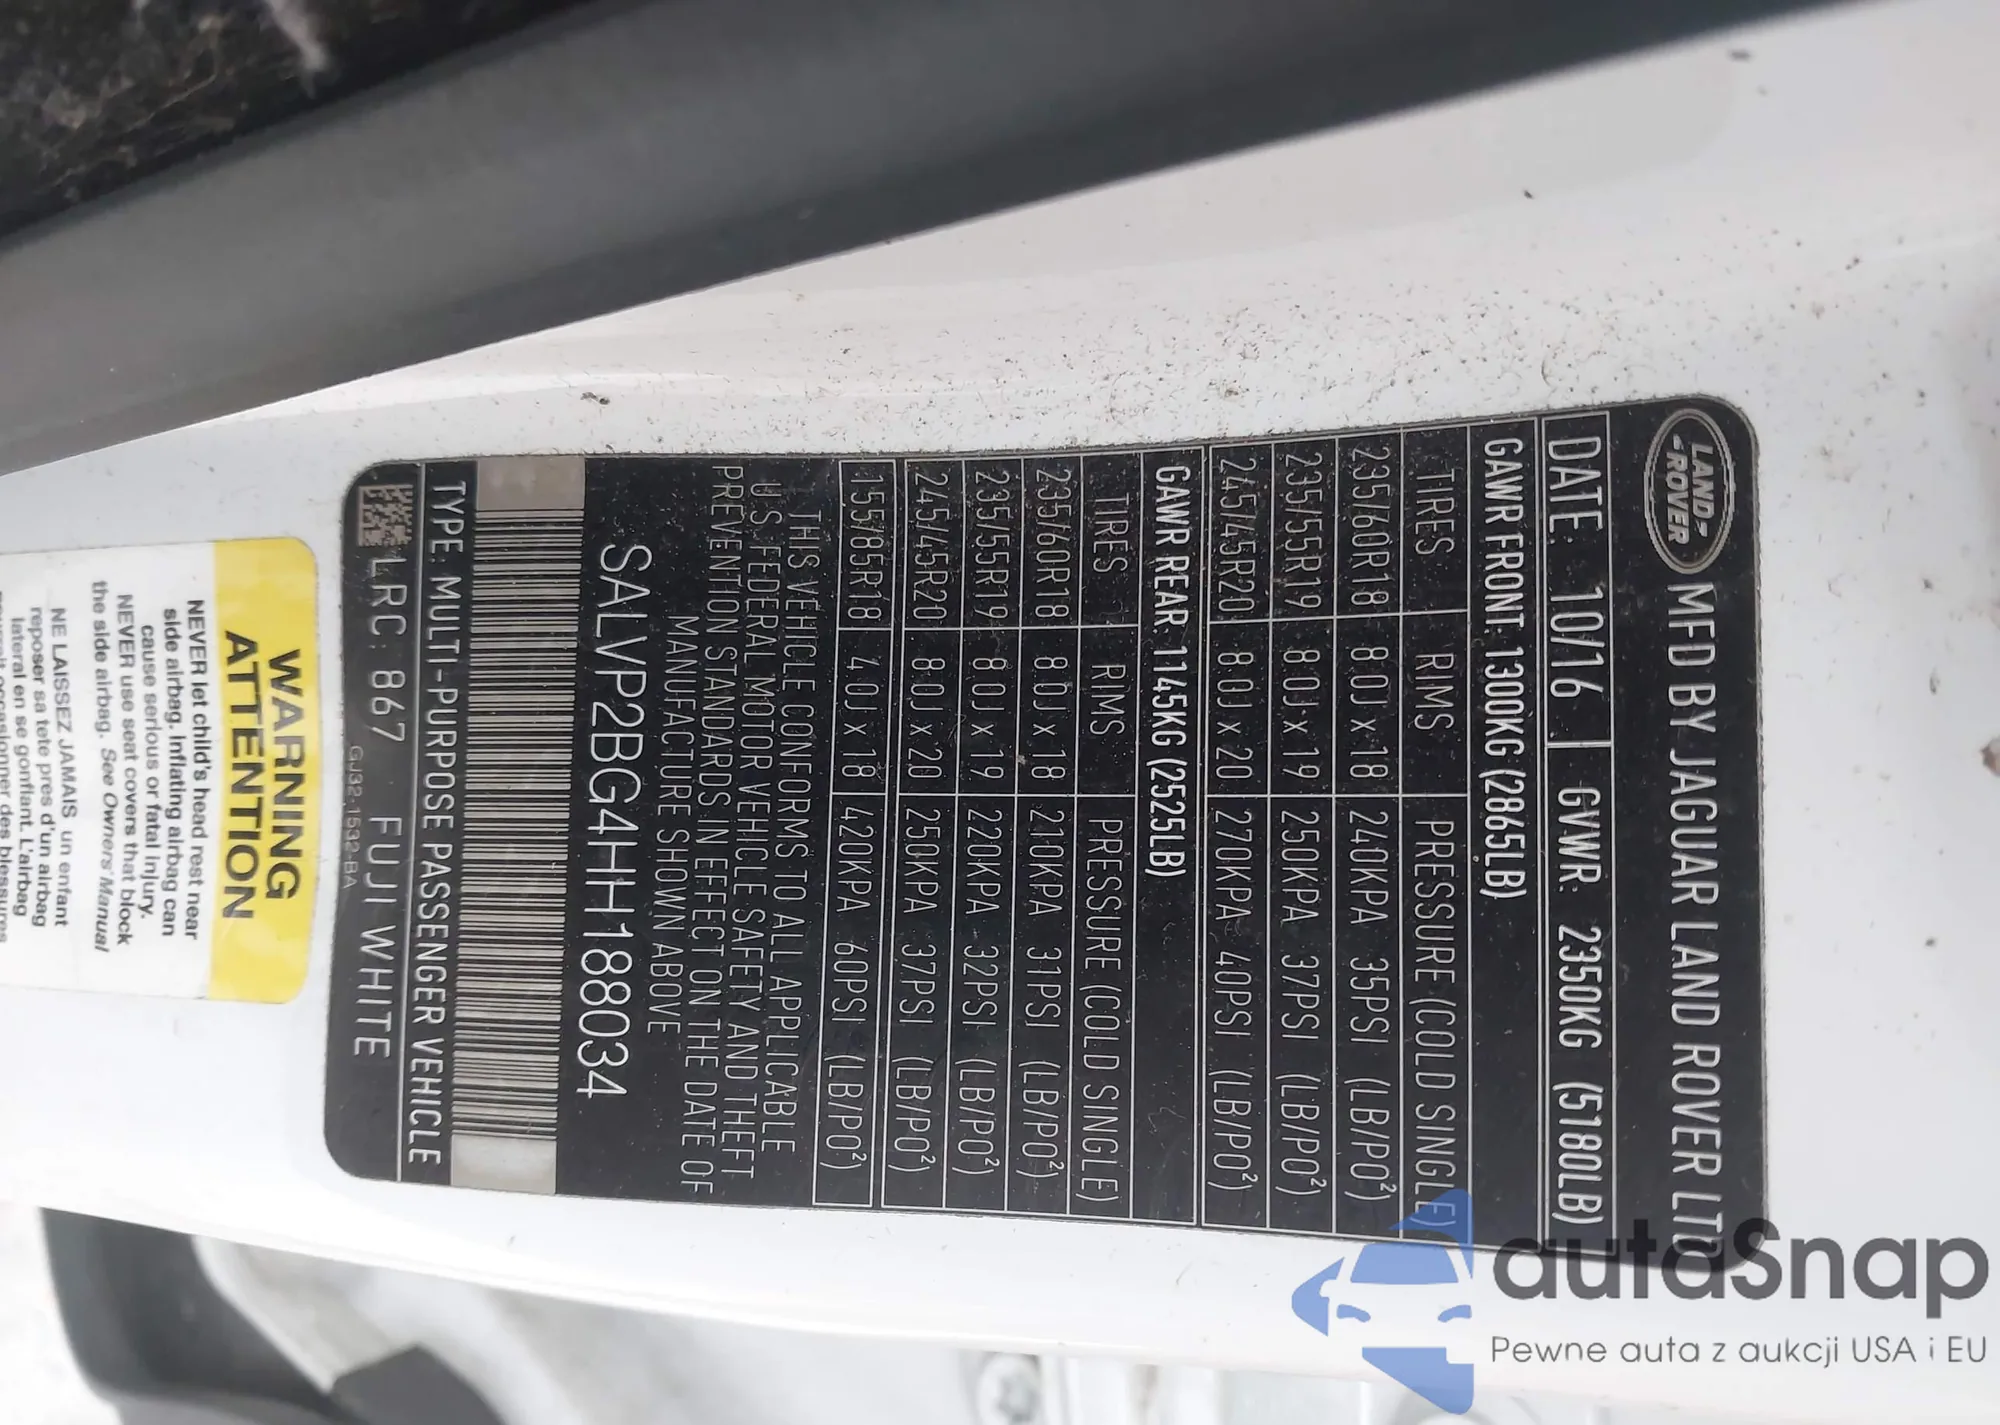 LAND-
-ROVER
MFD BY JAGUAR LAND ROVER LTD
DATE: 10/16 GVWR: 2350KG (5180LB)
GAWR FRONT: 1300KG (2865LB)
TIRES RIMS PRESSURE (COLD SINGLE)
235/60R18 8.0J x 18 240KPA 35PSI (LB/PO²)
235/55R19 8.0J x 19 250KPA 37PSI (LB/PO²)
245/45R20 8.0J x 20 270KPA 40PSI (LB/PO²)
GAWR REAR: 1145KG (2525LB)
TIRES RIMS PRESSURE (COLD SINGLE)
235/60R18 8.0J x 18 210KPA 31PSI (LB/PO²)
235/55R19 8.0J x 19 220KPA 32PSI (LB/PO²)
245/45R20 8.0J x 20 250KPA 37PSI (LB/PO²)
155/85R18 4.0J x 18 420KPA 60PSI (LB/PO²)
THIS VEHICLE CONFORMS TO ALL APPLICABLE
U.S FEDERAL MOTOR VEHICLE SAFETY AND THEFT
PREVENTION STANDARDS IN EFFECT ON THE DATE OF
MANUFACTURE SHOWN ABOVE
SALVP2BG4HH188034
TYPE: MULTI-PURPOSE PASSENGER VEHICLE
LRC: 867 FUJI WHITE
GJ32-1532-BA
WARNING
ATTENTION
NEVER let child's head rest near
side airbag. Inflating airbag can
cause serious or fatal injury.
NEVER use seat covers that block
the side airbag. See Owners' Manual
NE LAISSEZ JAMAIS un enfant
reposer sa tete pres d'un airbag
lateral en se gonflant. L'airbag
autoSnap
Pewne auta z aukcji USA i EU